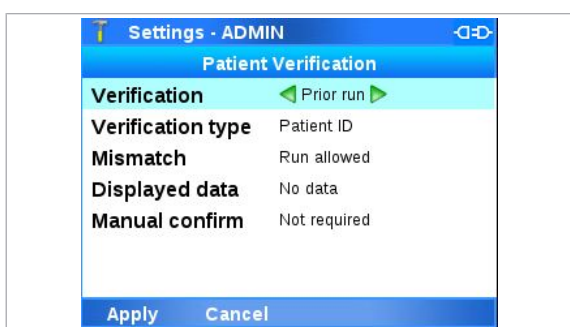 Settings - ADMIN
Patient Verification
Verification Prior run
Verification type Patient ID
Mismatch Run allowed
Displayed data No data
Manual confirm Not required
Apply Cancel